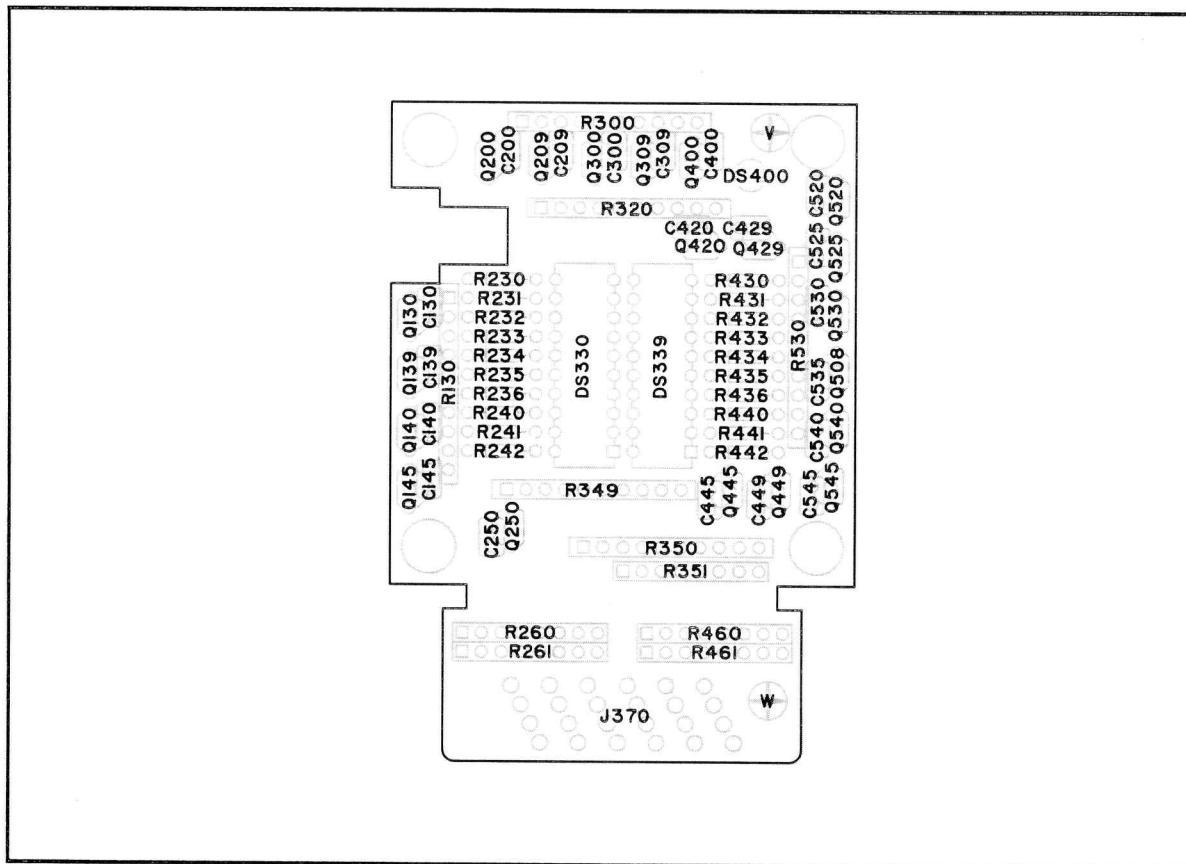 R300
V
Q200 C200 Q209 C209 Q300 C300 Q309 C309 Q400 C400
DS400
C520 Q520
R320
C420 C429
Q420 Q429
C525 Q525
R230 R430
R231 R431
R232 R432
R233 R433
R234 R434
R235 R435
R236 R436
R240 R440
R241 R441
R242 R442
Q130 C130
Q139 C139
R130
Q140 C140
Q145 C145
DS330 DS339
R530
C530 Q530
C535 Q508
C540 Q540
C545 Q545
R349
C445 Q445 C449 Q449
C250 Q250
R350
R351
R260 R460
R261 R461
W
J370